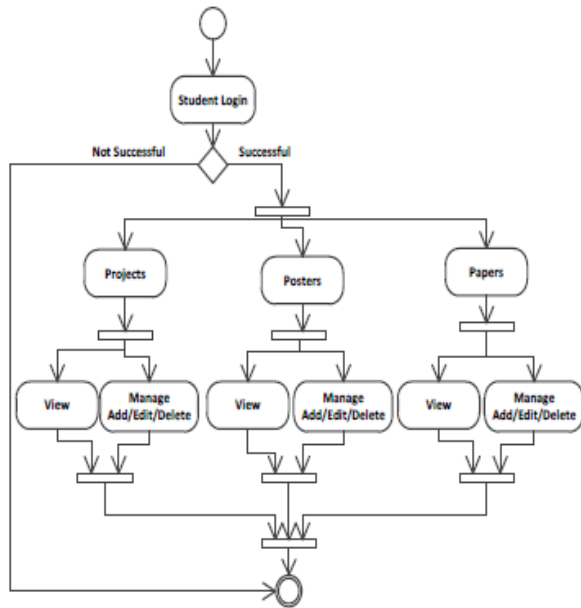 Student Login
Not Successful
Successful
Projects
Posters
Papers
View
Manage
Add/Edit/Delete
View
Manage
Add/Edit/Delete
View
Manage
Add/Edit/Delete